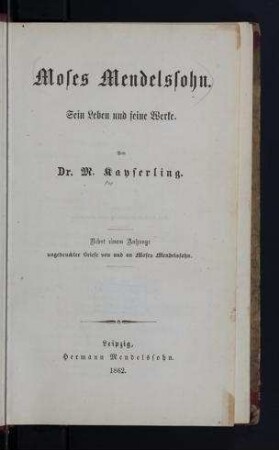 Moses Mendelssohn.
Sein Leben und seine Werke.
Von
Dr. M. Kayserling.
Nebst einem Anhange
ungedruckter Briefe von und an Moses Mendelssohn.
Leipzig,
Hermann Mendelssohn.
1862.